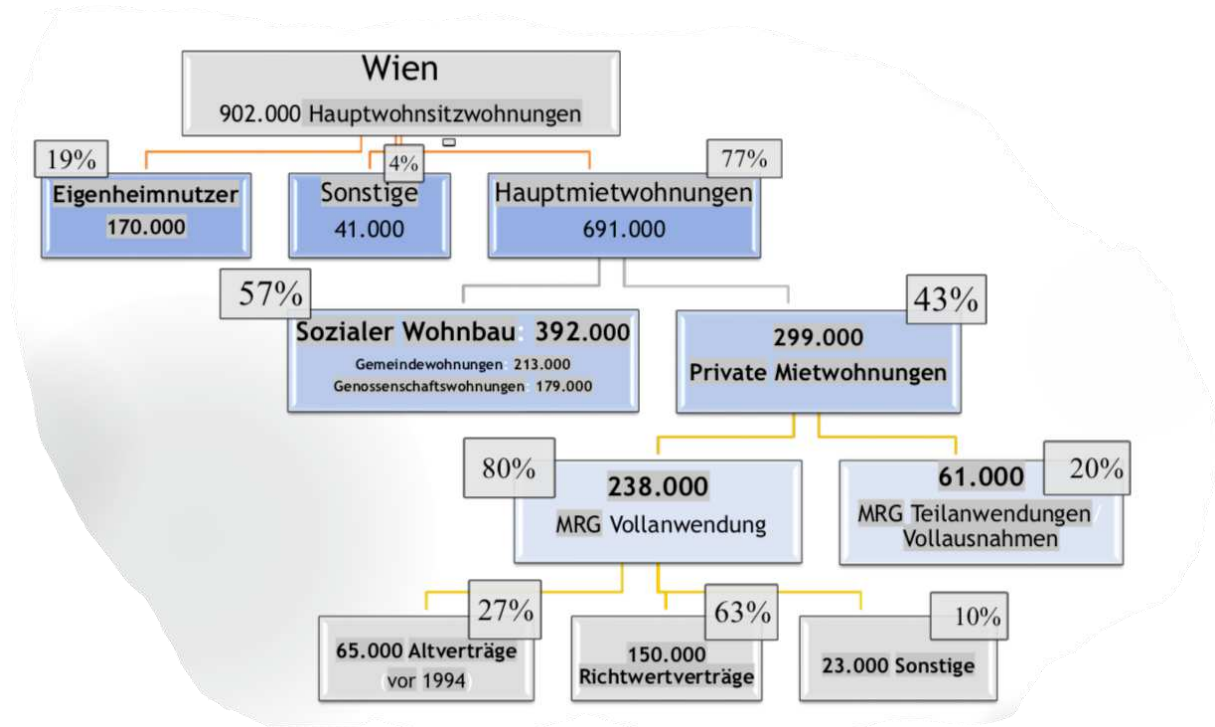 Wien
902.000 Hauptwohnsitzwohnungen
19%
4%
77%
Eigenheimnutzer
170.000
Sonstige
41.000
Hauptmietwohnungen
691.000
57%
43%
Sozialer Wohnbau: 392.000
Gemeindewohnungen: 213.000
Genossenschaftswohnungen: 179.000
299.000
Private Mietwohnungen
80%
20%
238.000
MRG Vollanwendung
61.000
MRG Teilanwendungen/
Vollausnahmen
27%
63%
10%
65.000 Altverträge
(vor 1994)
150.000
Richtwertverträge
23.000 Sonstige